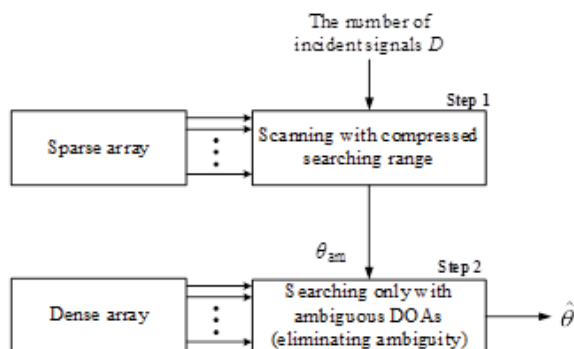 The number of
incident signals D
Step 1
Sparse array
Scanning with compressed
searching range
θam
Step 2
Dense array
Searching only with
ambiguous DOAs
(eliminating ambiguity)
θ̂